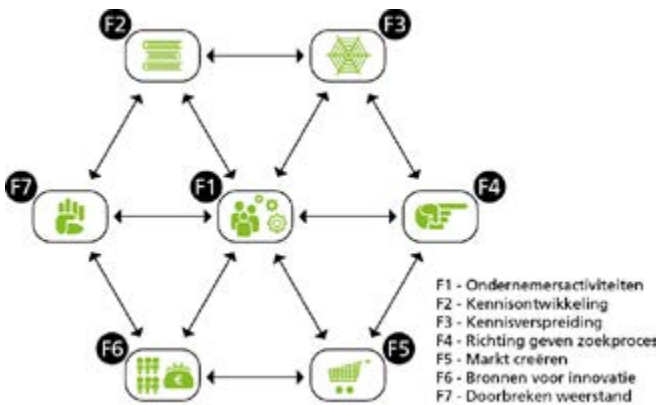 F2
F3
F7
F1
F4
F6
€
F5
F1 - Ondernemersactiviteiten
F2 - Kennisontwikkeling
F3 - Kennisverspreiding
F4 - Richting geven zoekproces
F5 - Markt creëren
F6 - Bronnen voor innovatie
F7 - Doorbreken weerstand